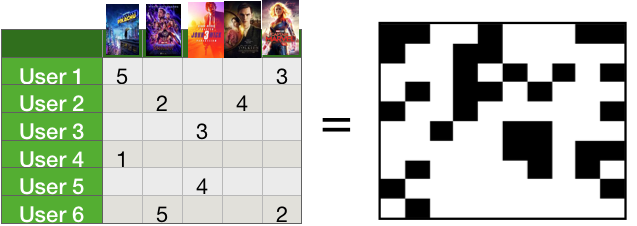 PIKACHU
User 1 5 3
User 2 2 4
User 3 3
User 4 1
User 5 4
User 6 5 2
=